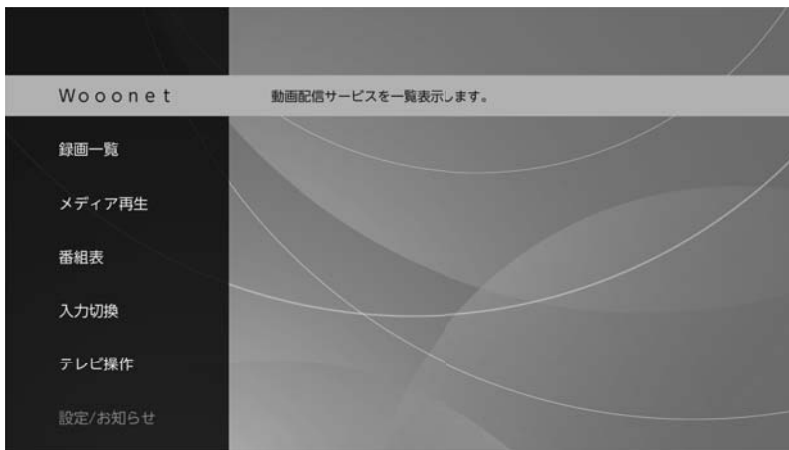 Wooonet
動画配信サービスを一覧表示します。
録画一覧
メディア再生
番組表
入力切換
テレビ操作
設定/お知らせ